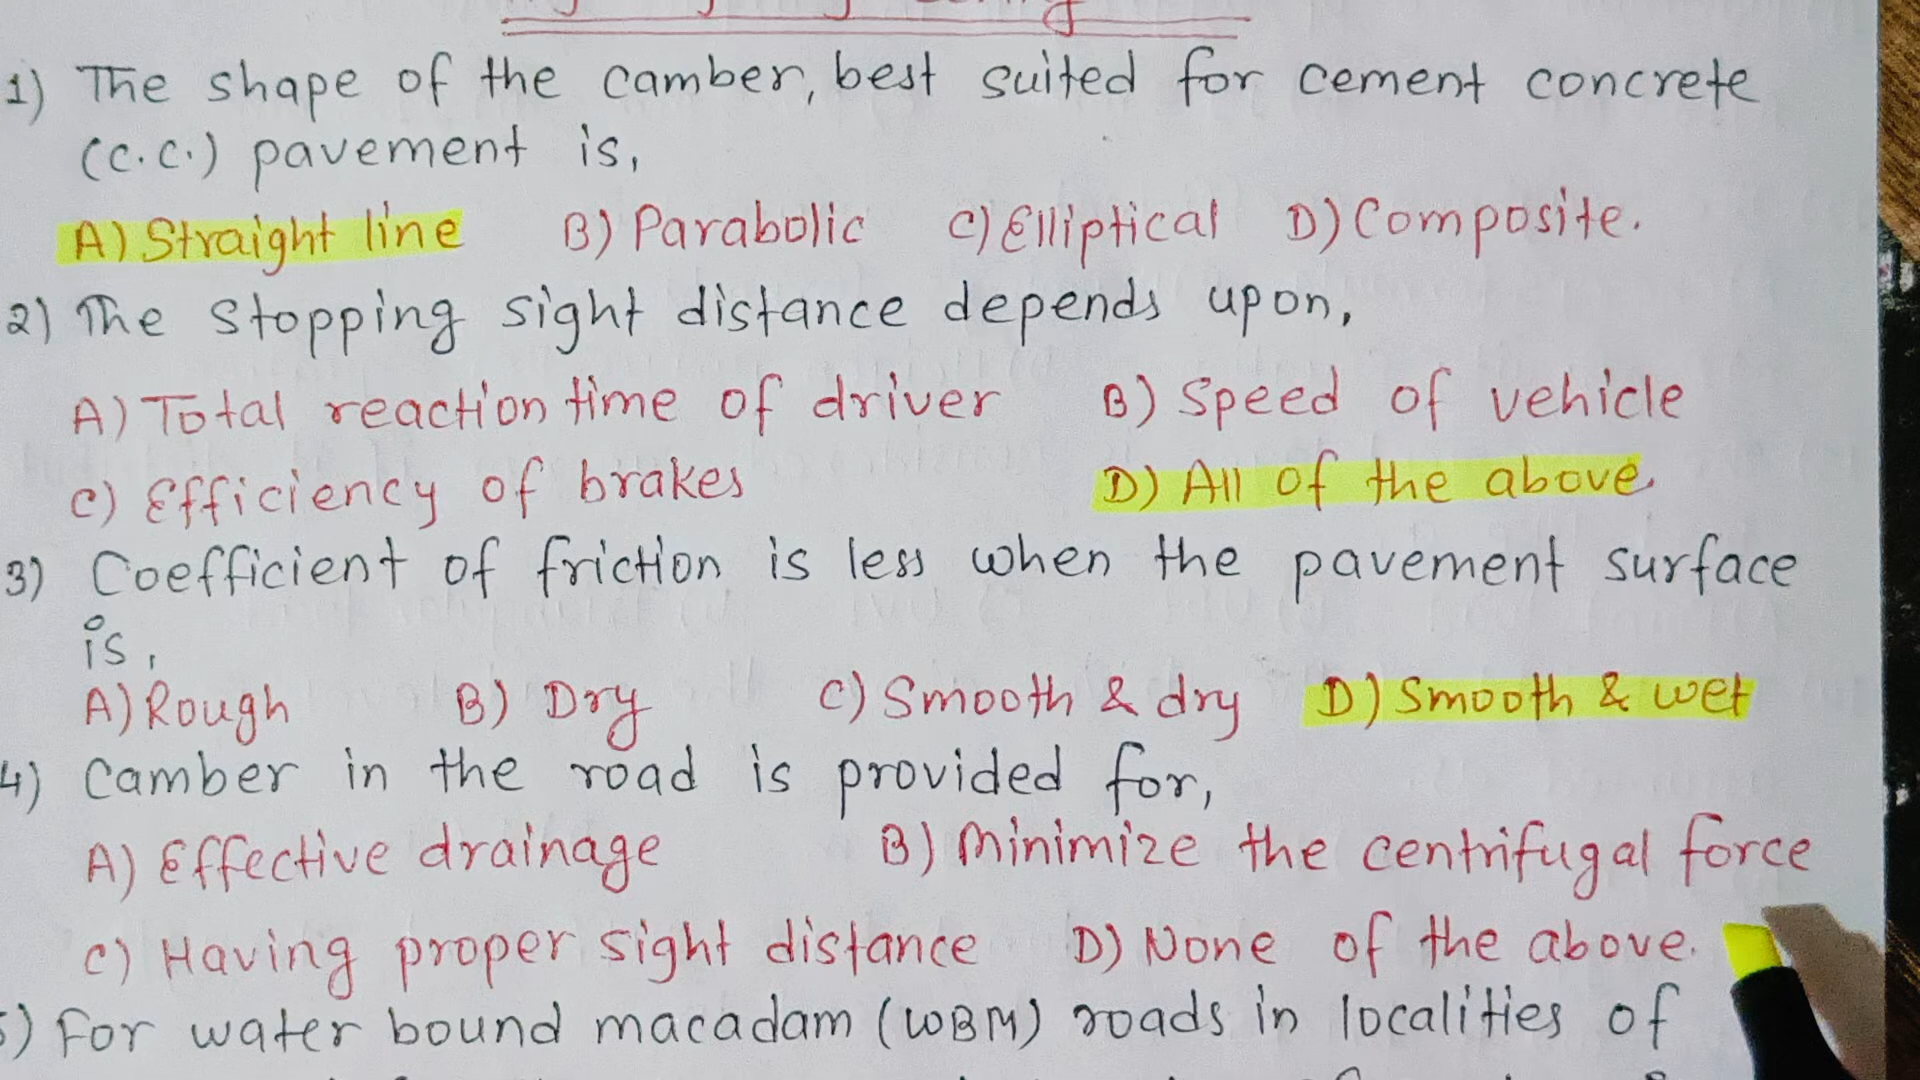 1) The shape of the camber, best suited for cement concrete
(c.c.) pavement is,
A) Straight line B) Parabolic C) Elliptical D) Composite.
2) The stopping sight distance depends upon,
A) Total reaction time of driver B) Speed of vehicle
C) Efficiency of brakes D) All of the above.
3) Coefficient of friction is less when the pavement surface
is,
A) Rough B) Dry C) Smooth & dry D) Smooth & wet
4) Camber in the road is provided for,
A) Effective drainage B) Minimize the centrifugal force
C) Having proper sight distance D) None of the above.
5) For water bound macadam (WBM) roads in localities of